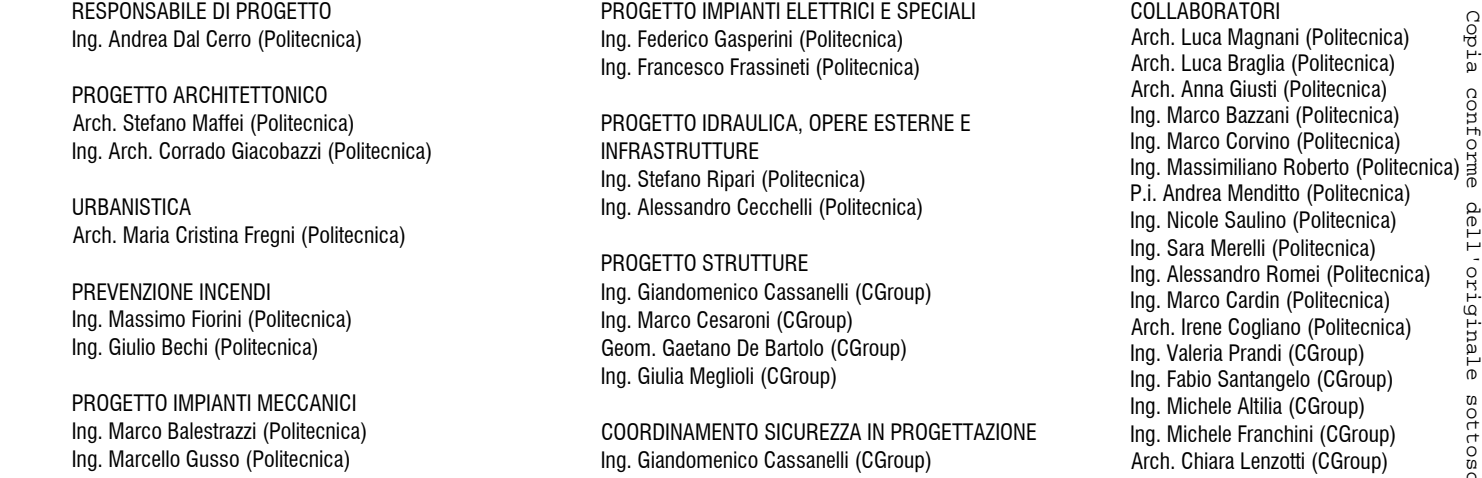 RESPONSABILE DI PROGETTO
Ing. Andrea Dal Cerro (Politecnica)
PROGETTO ARCHITETTONICO
Arch. Stefano Maffei (Politecnica)
Ing. Arch. Corrado Giacobazzi (Politecnica)
URBANISTICA
Arch. Maria Cristina Fregni (Politecnica)
PREVENZIONE INCENDI
Ing. Massimo Fiorini (Politecnica)
Ing. Giulio Bechi (Politecnica)
PROGETTO IMPIANTI MECCANICI
Ing. Marco Balestrazzi (Politecnica)
Ing. Marcello Gusso (Politecnica)
PROGETTO IMPIANTI ELETTRICI E SPECIALI
Ing. Federico Gasperini (Politecnica)
Ing. Francesco Frassineti (Politecnica)
PROGETTO IDRAULICA, OPERE ESTERNE E
INFRASTRUTTURE
Ing. Stefano Ripari (Politecnica)
Ing. Alessandro Cecchelli (Politecnica)
PROGETTO STRUTTURE
Ing. Giandomenico Cassanelli (CGroup)
Ing. Marco Cesaroni (CGroup)
Geom. Gaetano De Bartolo (CGroup)
Ing. Giulia Meglioli (CGroup)
COORDINAMENTO SICUREZZA IN PROGETTAZIONE
Ing. Giandomenico Cassanelli (CGroup)
COLLABORATORI
Arch. Luca Magnani (Politecnica)
Arch. Luca Braglia (Politecnica)
Arch. Anna Giusti (Politecnica)
Ing. Marco Bazzani (Politecnica)
Ing. Marco Corvino (Politecnica)
Ing. Massimiliano Roberto (Politecnica)
P.i. Andrea Menditto (Politecnica)
Ing. Nicole Saulino (Politecnica)
Ing. Sara Merelli (Politecnica)
Ing. Alessandro Romei (Politecnica)
Ing. Marco Cardin (Politecnica)
Arch. Irene Cogliano (Politecnica)
Ing. Valeria Prandi (CGroup)
Ing. Fabio Santangelo (CGroup)
Ing. Michele Altilia (CGroup)
Ing. Michele Franchini (CGroup)
Arch. Chiara Lenzotti (CGroup)
Copia conforme dell'originale